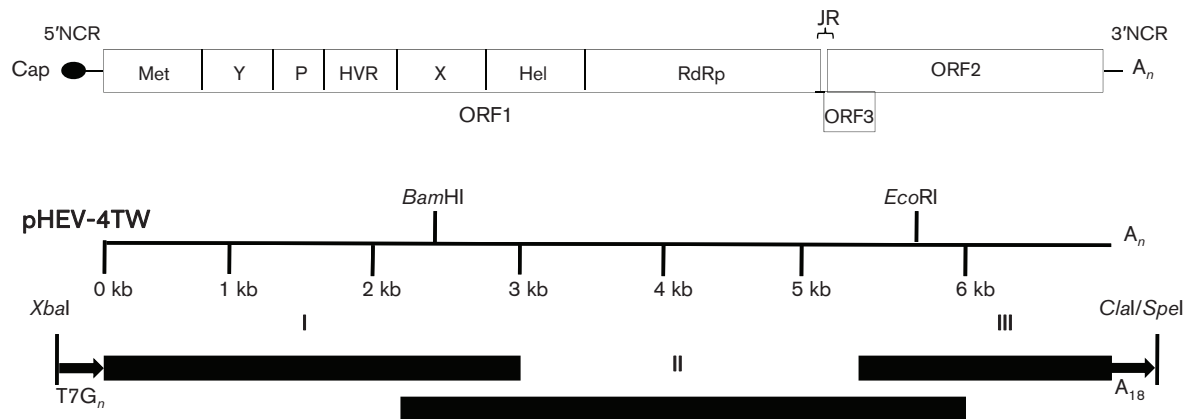 JR
5′NCR
3′NCR
Cap
Met
Y
P
HVR
X
Hel
RdRp
ORF2
Aₙ
ORF1
ORF3
BamHI
EcoRI
pHEV-4TW
Aₙ
0 kb
1 kb
2 kb
3 kb
4 kb
5 kb
6 kb
XbaI
ClaI/SpeI
I
III
II
T7Gₙ
A₁₈